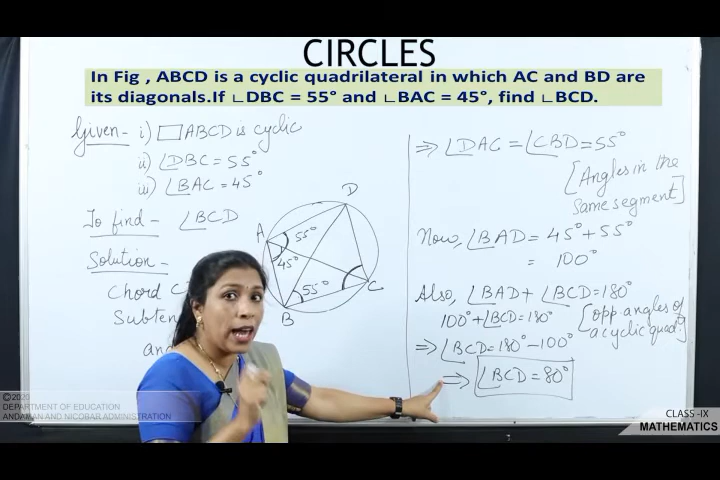 CIRCLES
In Fig , ABCD is a cyclic quadrilateral in which AC and BD are
its diagonals.If ∟DBC = 55° and ∟BAC = 45°, find ∟BCD.
Given- i) □ABCD is cyclic
ii) ∠DBC = 55°
iii) ∠BAC = 45°
To find- ∠BCD
Solution-
Chord C
Subten
an
D
A
55°
45°
55°
C
B
⇒ ∠DAC = ∠CBD = 55°
[Angles in the
same segment]
Now, ∠BAD = 45° + 55°
= 100°
Also, ∠BAD + ∠BCD = 180°
100° + ∠BCD = 180° [opp. angles of
a cyclic quad.]
⇒ ∠BCD = 180° - 100°
⇒ ∠BCD = 80°
©2020
DEPARTMENT OF EDUCATION
ANDAMAN AND NICOBAR ADMINISTRATION
CLASS -IX
MATHEMATICS